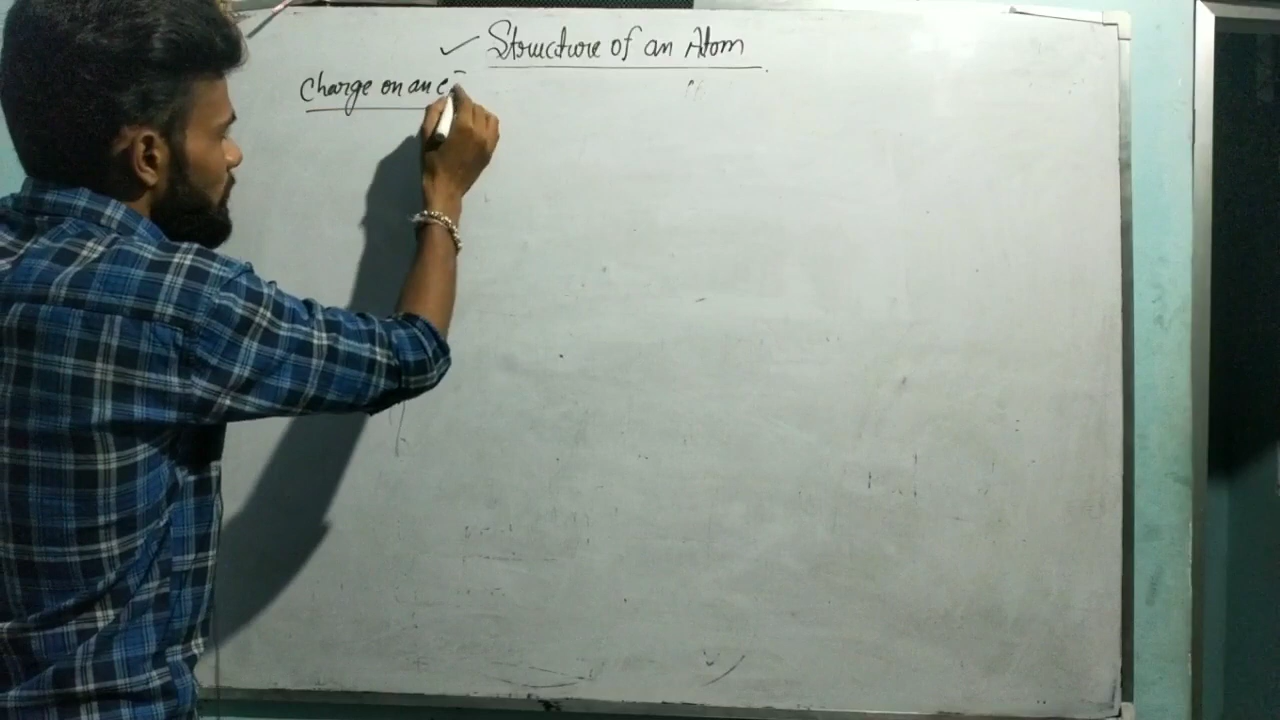 ✓ Structure of an Atom
Charge on an e⁻